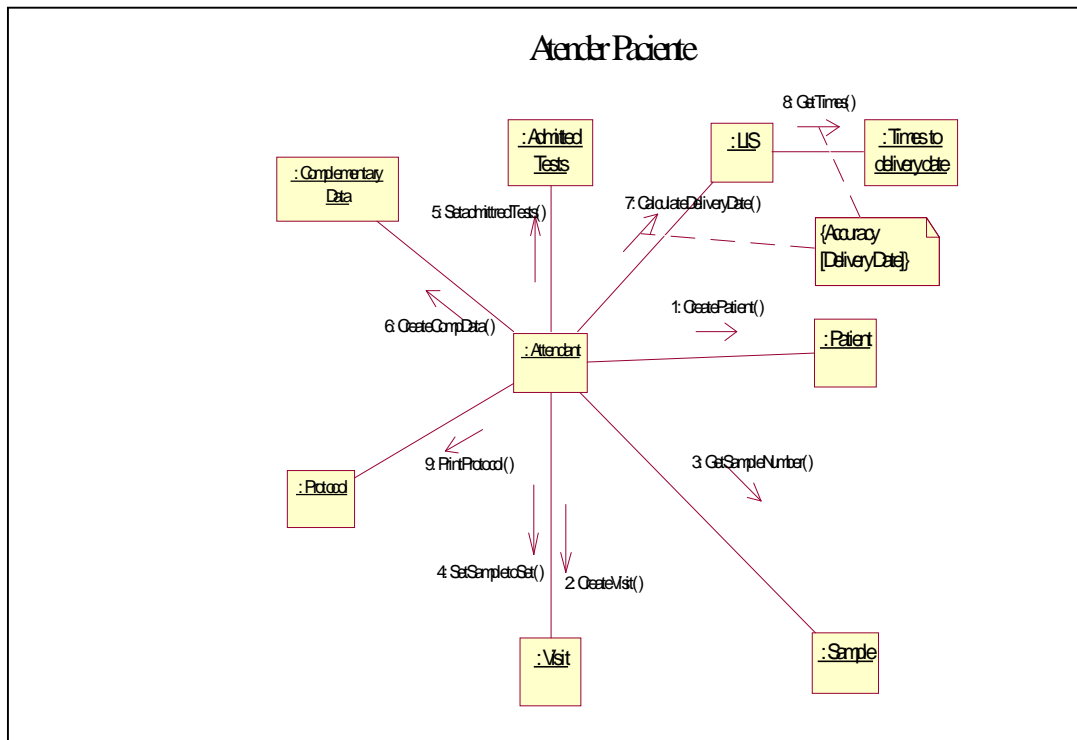 Atender Paciente
8: GetTimes()
: Admitted
Tests
: LIS
: Times to
delivery date
: Complementary
Data
5: SetadmittredTests()
7: CalculateDeliveryDate()
{Accuracy
[DeliveryDate]}
6: CreateCompData()
1: CreatePatient()
: Attendant
: Patient
9: PrintProtocol()
3: GetSampleNumber()
: Protocol
4: SetSampletoSet()
2: CreateVisit()
: Visit
: Sample